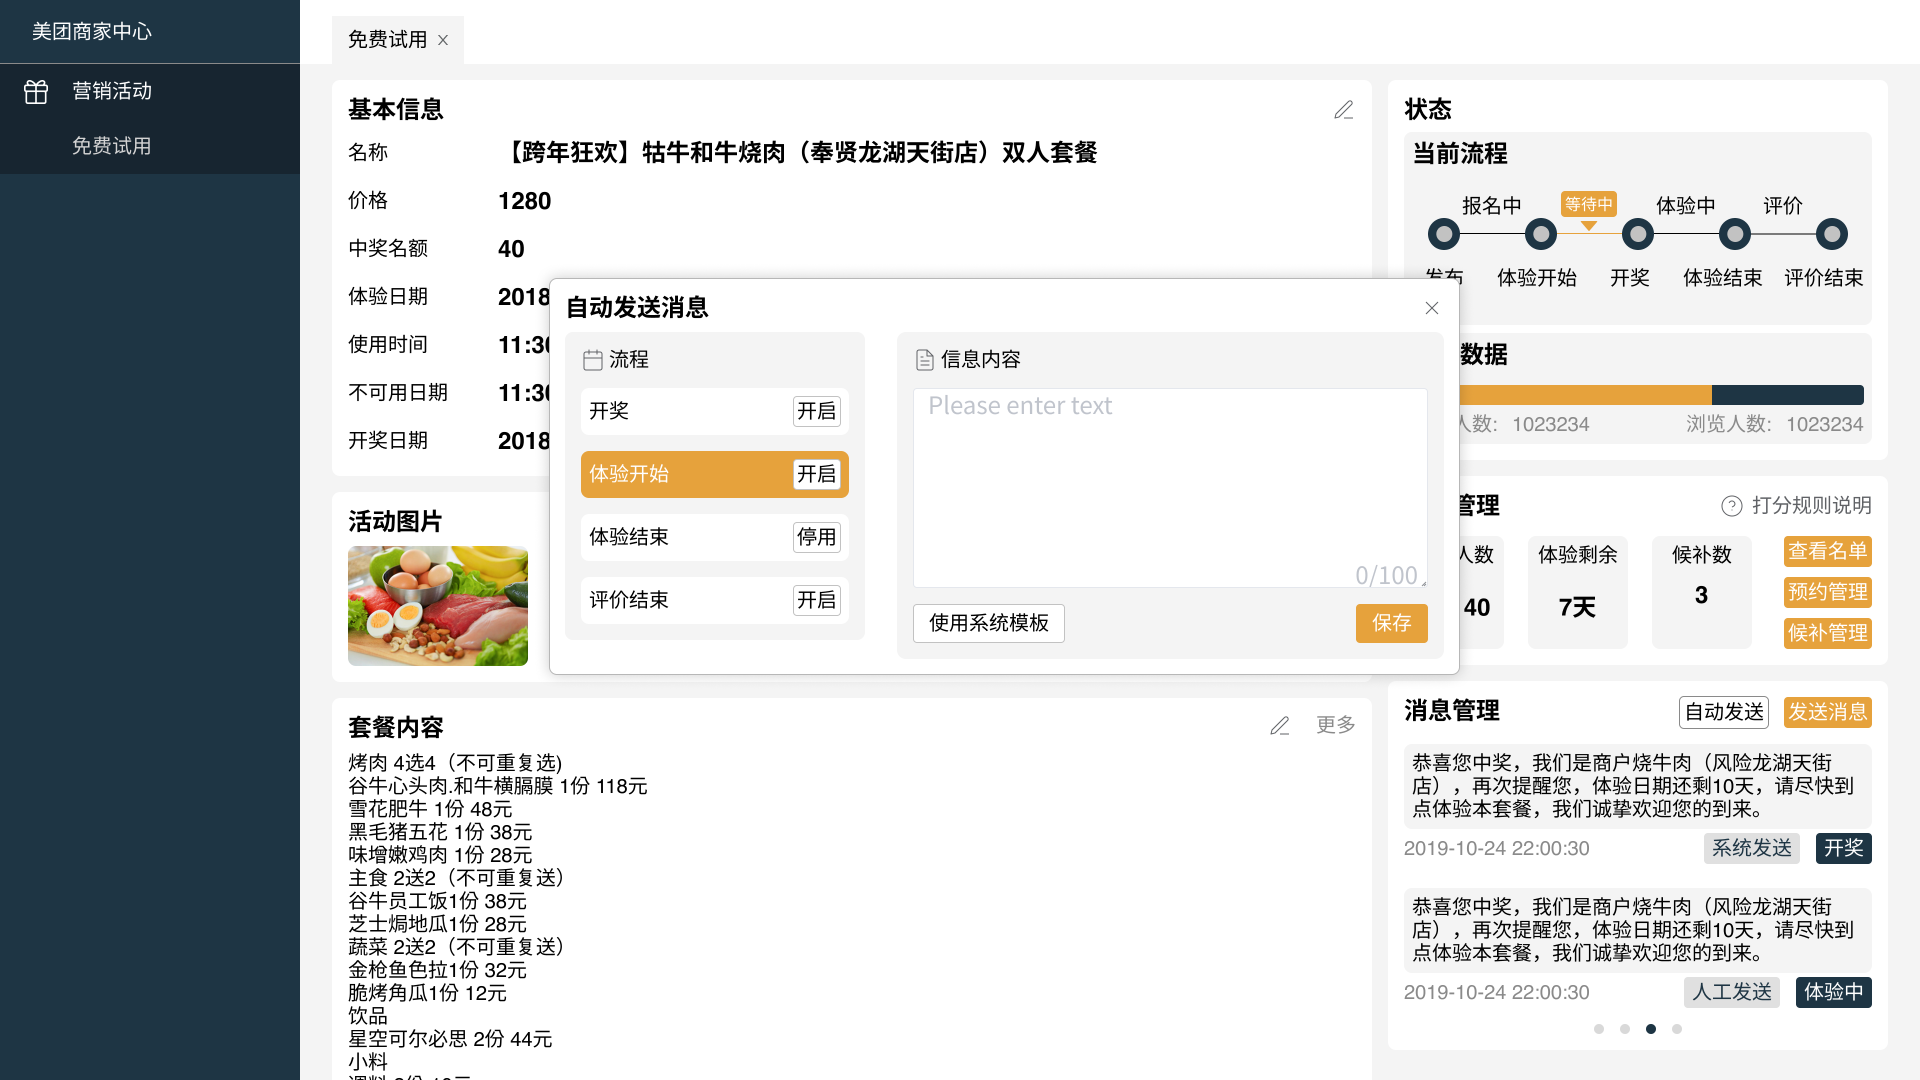 美团商家中心
营销活动
免费试用
免费试用
基本信息
名称 【跨年狂欢】牯牛和牛烧肉（奉贤龙湖天街店）双人套餐
价格 1280
中奖名额 40
体验日期 2018
使用时间 11:30
不可用日期 11:30
开奖日期 2018
活动图片
套餐内容
更多
烤肉 4选4（不可重复选)
谷牛心头肉.和牛横膈膜 1份 118元
雪花肥牛 1份 48元
黑毛猪五花 1份 38元
味增嫩鸡肉 1份 28元
主食 2送2（不可重复送）
谷牛员工饭1份 38元
芝士焗地瓜1份 28元
蔬菜 2送2（不可重复送）
金枪鱼色拉1份 32元
脆烤角瓜1份 12元
饮品
星空可尔必思 2份 44元
小料
自动发送消息
流程
开奖 开启
体验开始 开启
体验结束 停用
评价结束 开启
信息内容
Please enter text
0/100
使用系统模板
保存
状态
当前流程
报名中 等待中 体验中 评价
发布 体验开始 开奖 体验结束 评价结束
数据
人数： 1023234 浏览人数： 1023234
管理
打分规则说明
人数 体验剩余 候补数
40 7天 3
查看名单
预约管理
候补管理
消息管理
自动发送 发送消息
恭喜您中奖，我们是商户烧牛肉（风险龙湖天街
店），再次提醒您，体验日期还剩10天，请尽快到
点体验本套餐，我们诚挚欢迎您的到来。
2019-10-24 22:00:30 系统发送 开奖
恭喜您中奖，我们是商户烧牛肉（风险龙湖天街
店），再次提醒您，体验日期还剩10天，请尽快到
点体验本套餐，我们诚挚欢迎您的到来。
2019-10-24 22:00:30 人工发送 体验中